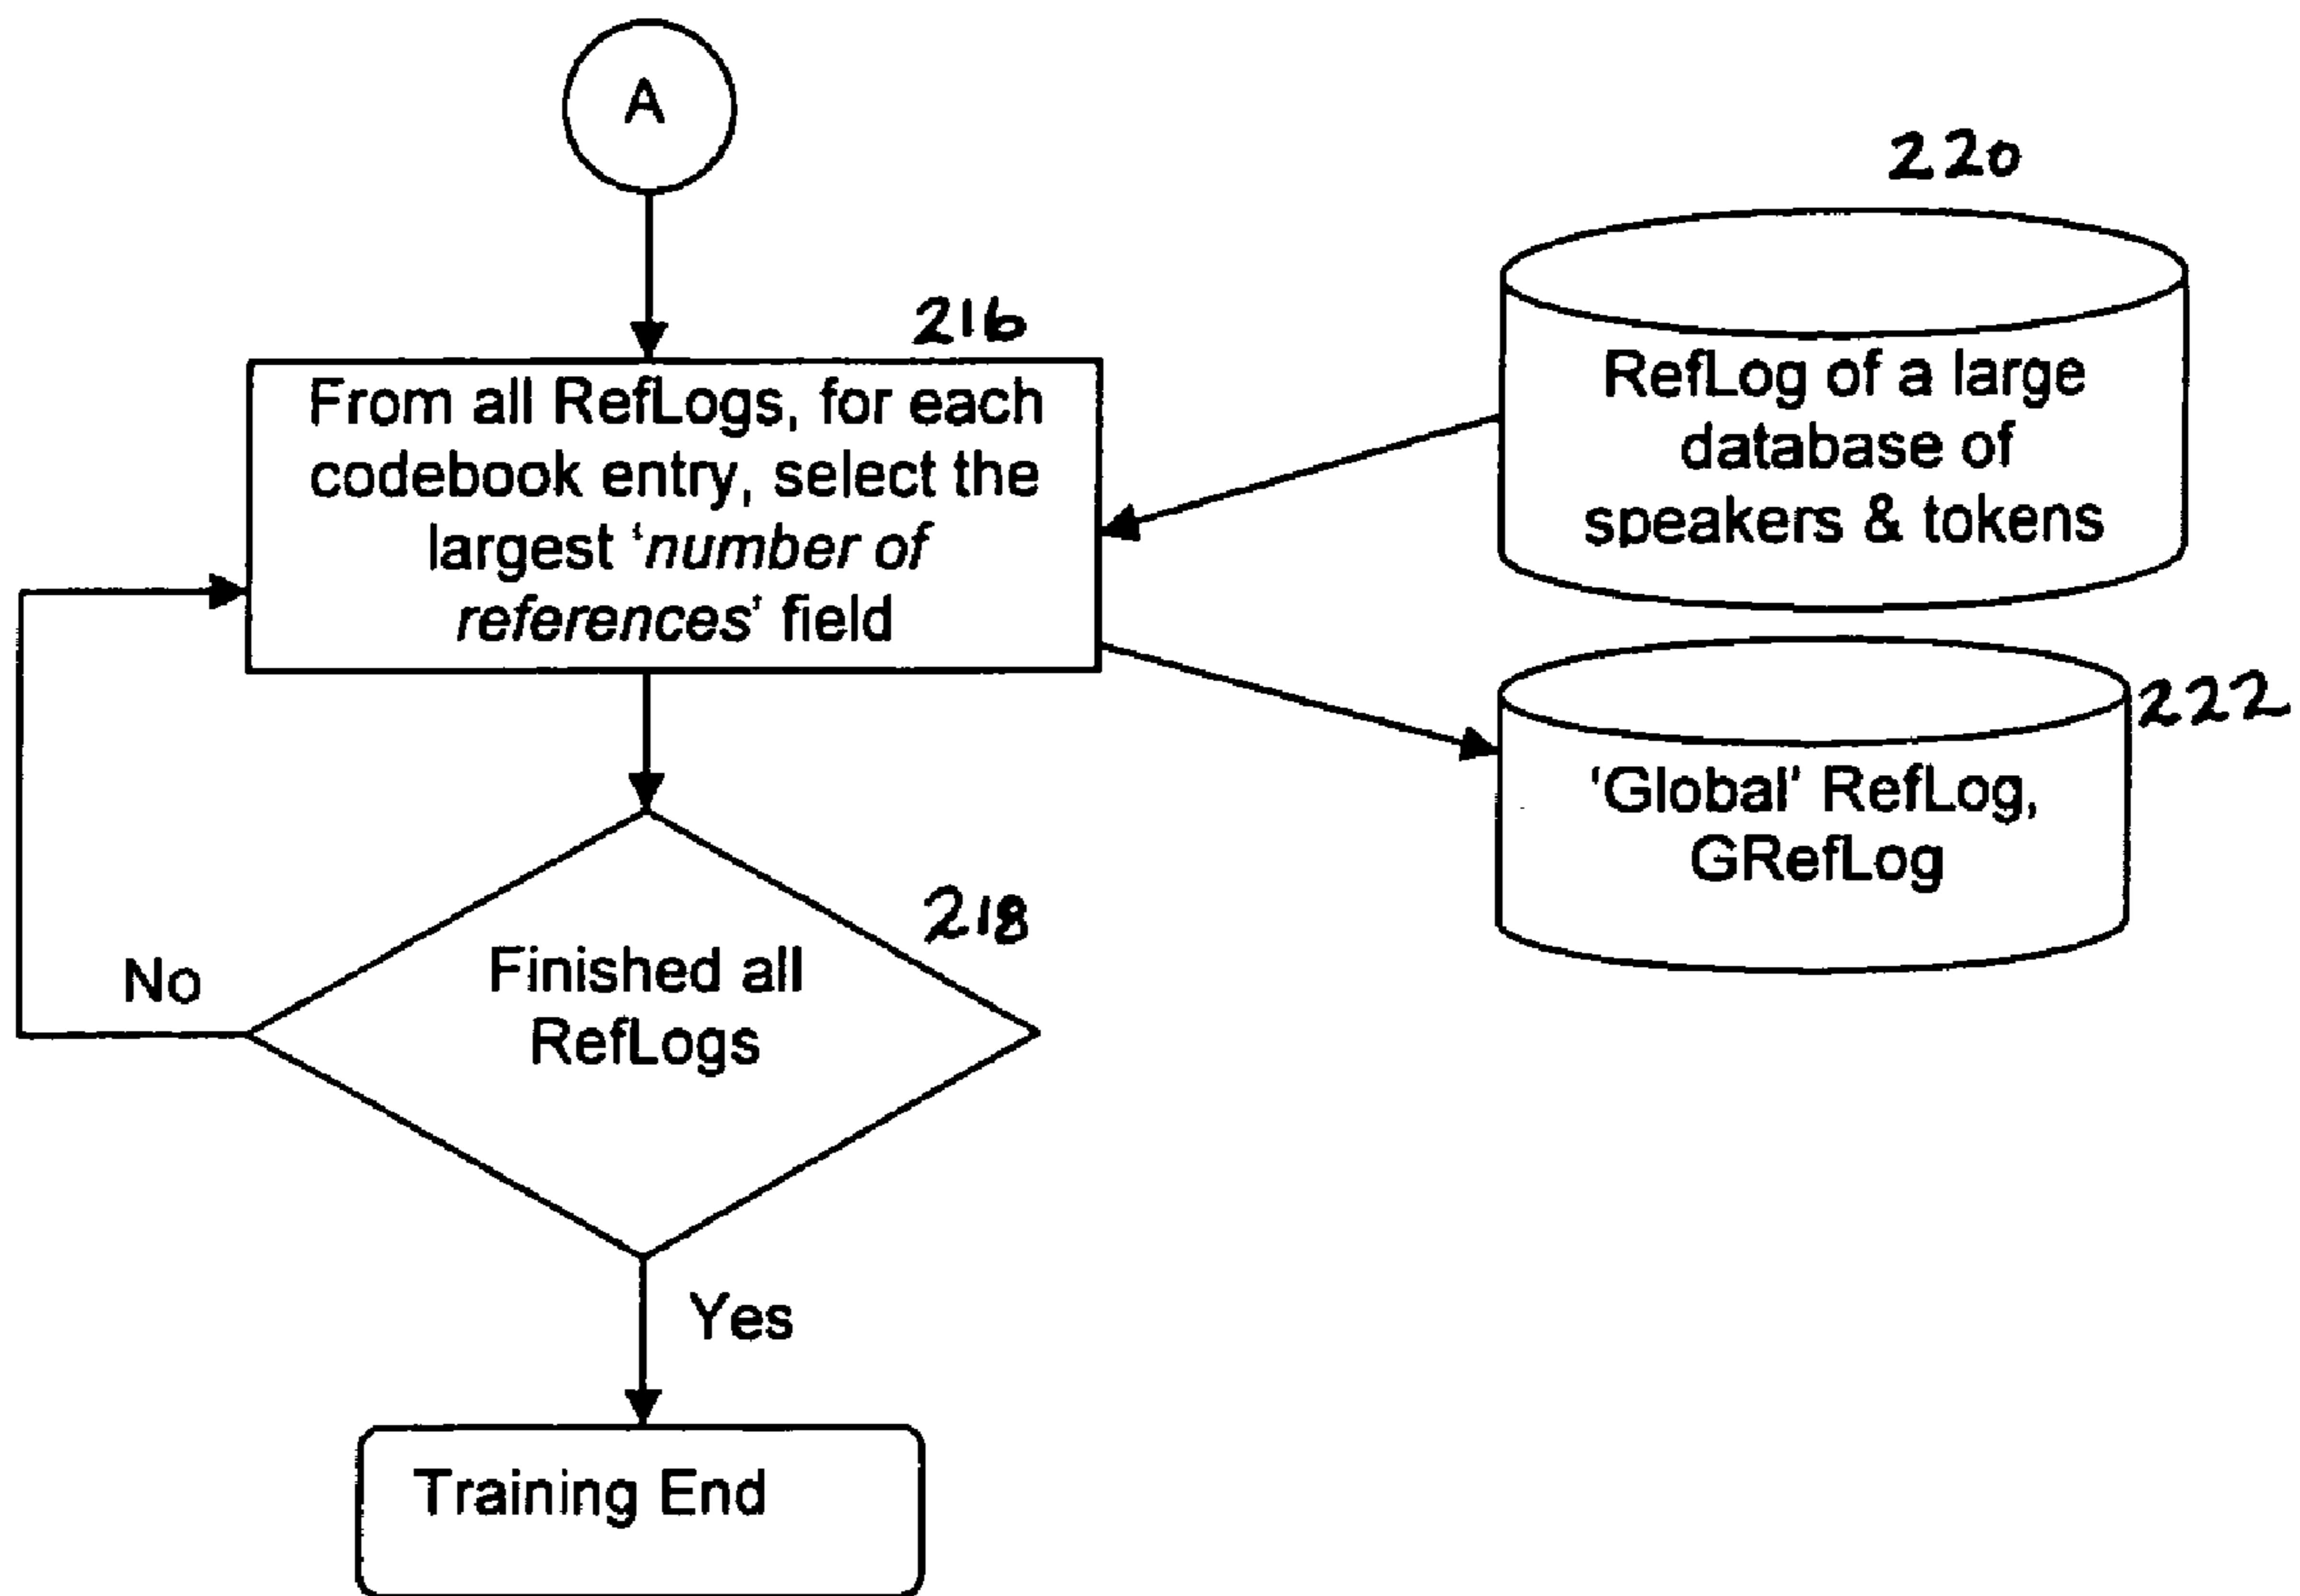 A
220
216
From all RefLogs, for each
codebook entry, select the
largest 'number of
references' field
RefLog of a large
database of
speakers & tokens
222
'Global' RefLog,
GRefLog
218
Finished all
RefLogs
No
Yes
Training End